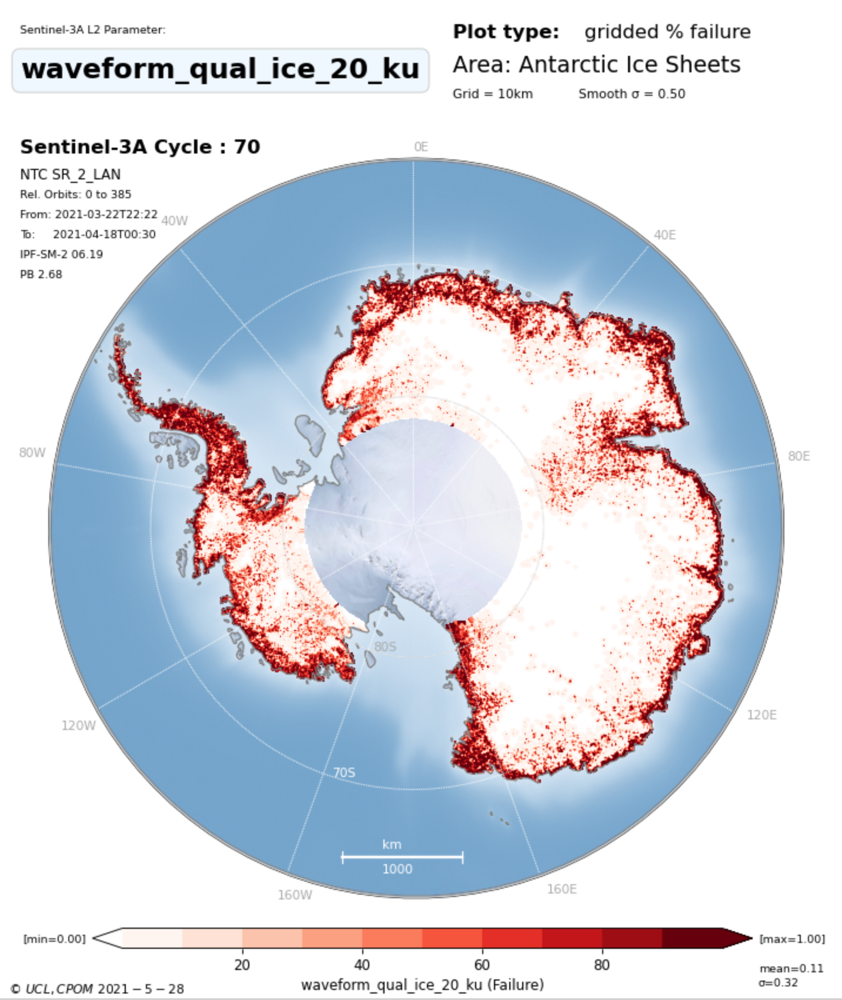 Sentinel-3A L2 Parameter:
waveform_qual_ice_20_ku
Plot type: gridded % failure
Area: Antarctic Ice Sheets
Grid = 10km Smooth σ = 0.50
Sentinel-3A Cycle : 70
NTC SR_2_LAN
Rel. Orbits: 0 to 385
From: 2021-03-22T22:22
To: 2021-04-18T00:30
IPF-SM-2 06.19
PB 2.68
0E
40W
40E
80W
80E
80S
120W
120E
70S
km
1000
160W
160E
[min=0.00]
[max=1.00]
20 40 60 80
mean=0.11
σ=0.32
waveform_qual_ice_20_ku (Failure)
© UCL, CPOM 2021 – 5 – 28